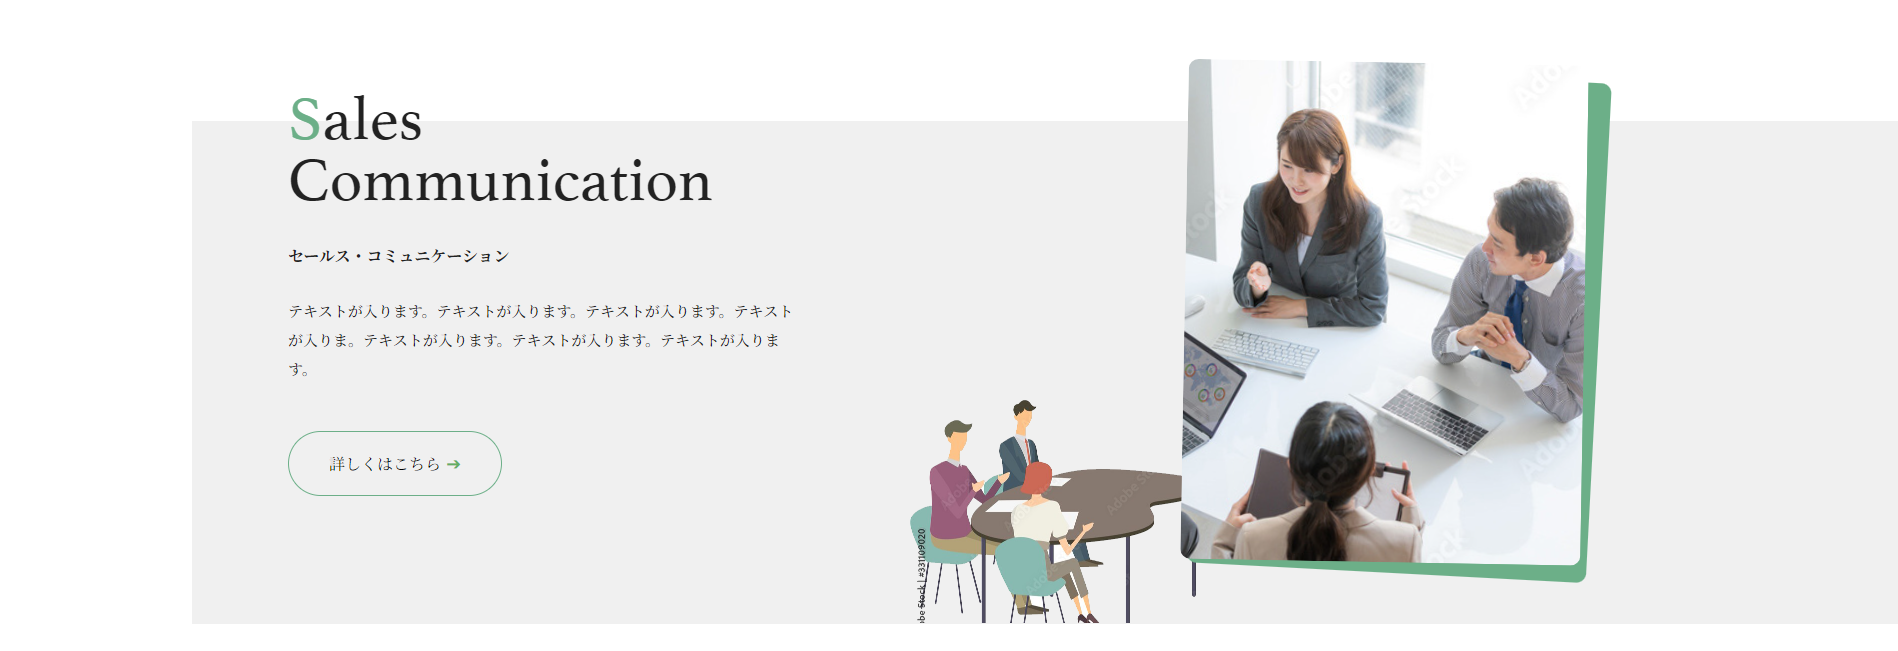 Sales
Communication
セールス・コミュニケーション
テキストが入ります。テキストが入ります。テキストが入ります。テキスト
が入りま。テキストが入ります。テキストが入ります。テキストが入りま
す。
詳しくはこちら ➔
obe Stock | #331109020
Adobe Stock